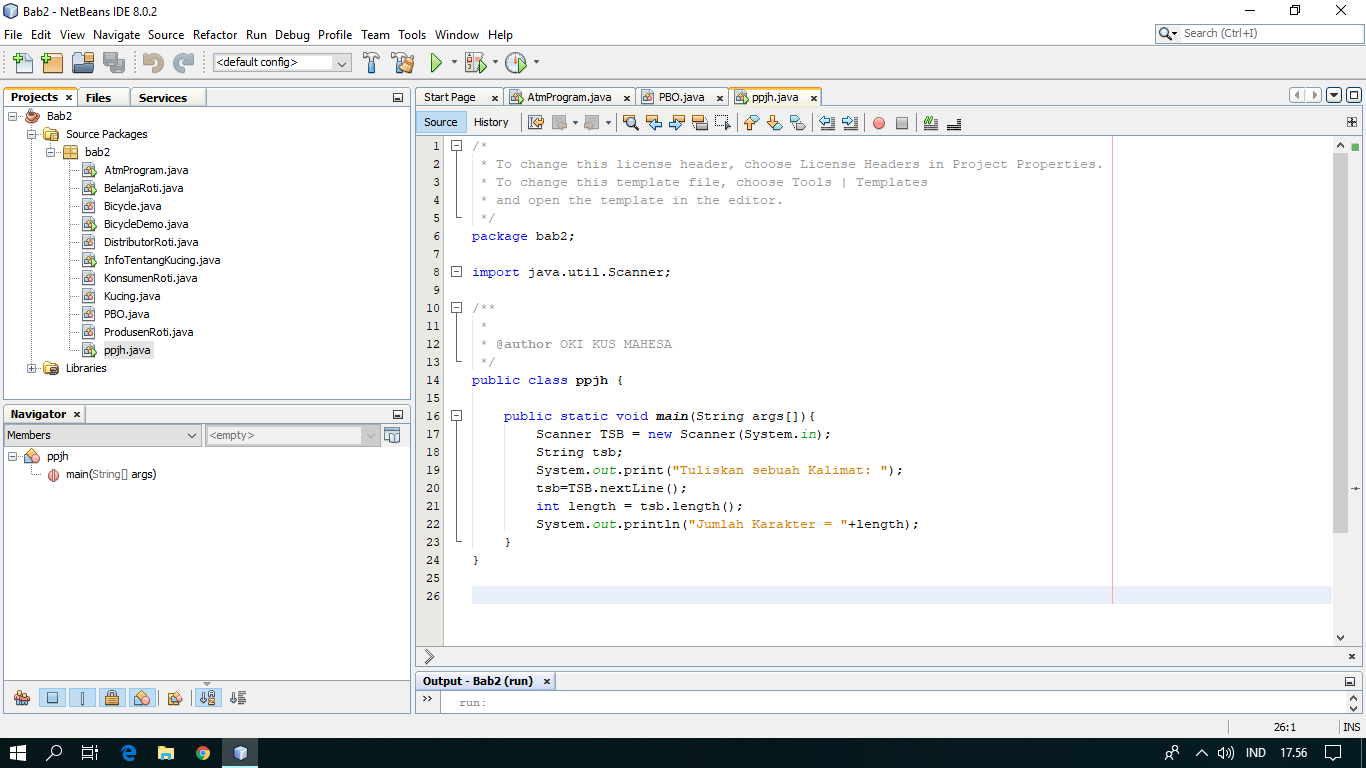 Bab2 - NetBeans IDE 8.0.2
File Edit View Navigate Source Refactor Run Debug Profile Team Tools Window Help
Search (Ctrl+I)
<default config>
Projects Files Services
Bab2
Source Packages
bab2
AtmProgram.java
BelanjaRoti.java
Bicycle.java
BicycleDemo.java
DistributorRoti.java
InfoTentangKucing.java
KonsumenRoti.java
Kucing.java
PBO.java
ProdusenRoti.java
ppjh.java
Libraries
Navigator
Members <empty>
ppjh
main(String[] args)
Start Page AtmProgram.java PBO.java ppjh.java
Source History
1 /*
2 * To change this license header, choose License Headers in Project Properties.
3 * To change this template file, choose Tools | Templates
4 * and open the template in the editor.
5 */
6 package bab2;
7
8 import java.util.Scanner;
9
10 /**
11 *
12 * @author OKI KUS MAHESA
13 */
14 public class ppjh {
15
16 public static void main(String args[]){
17 Scanner TSB = new Scanner(System.in);
18 String tsb;
19 System.out.print("Tuliskan sebuah Kalimat: ");
20 tsb=TSB.nextLine();
21 int length = tsb.length();
22 System.out.println("Jumlah Karakter = "+length);
23 }
24 }
25
26
Output - Bab2 (run)
run:
26:1 INS
IND 17.56